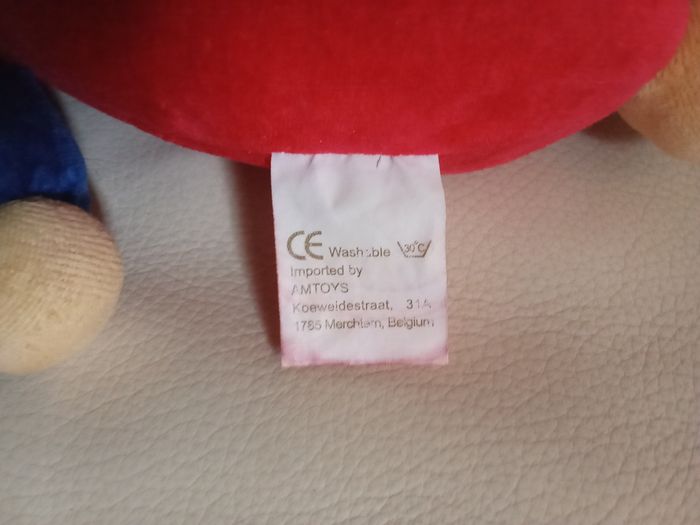 CE Washable 30°C
Imported by
AMTOYS
Koeweidestraat, 31A
1785 Merchtem, Belgium